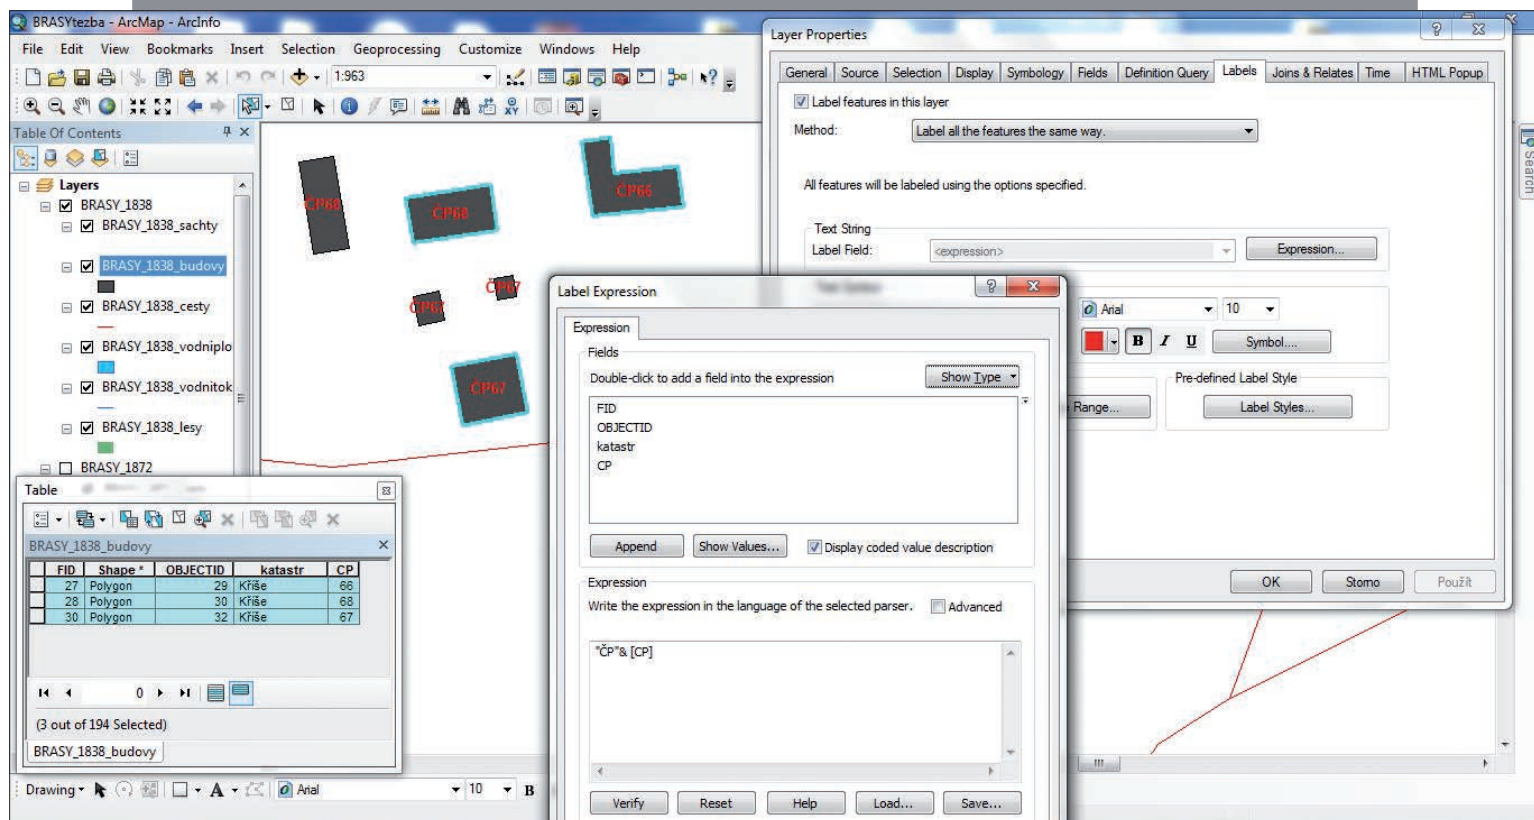 BRASYtezba - ArcMap - ArcInfo
File Edit View Bookmarks Insert Selection Geoprocessing Customize Windows Help
1:963
Table Of Contents
Layers
BRASY_1838
BRASY_1838_sachty
BRASY_1838_budovy
BRASY_1838_cesty
BRASY_1838_vodniplo
BRASY_1838_vodnitok
BRASY_1838_lesy
BRASY_1872
ČP68
ČP68
ČP66
ČP67
ČP67
ČP67
Table
BRASY_1838_budovy
FID Shape * OBJECTID katastr CP
27 Polygon 29 Kříše 66
28 Polygon 30 Kříše 68
30 Polygon 32 Kříše 67
0
(3 out of 194 Selected)
BRASY_1838_budovy
Drawing A Arial 10 B
Layer Properties
General Source Selection Display Symbology Fields Definition Query Labels Joins & Relates Time HTML Popup
Label features in this layer
Method: Label all the features the same way.
All features will be labeled using the options specified.
Text String
Label Field: <expression> Expression...
Arial 10
B I U Symbol....
Pre-defined Label Style
Range... Label Styles...
OK Storno Použít
Search
Label Expression
Expression
Fields
Double-click to add a field into the expression Show Type
FID
OBJECTID
katastr
CP
Append Show Values... Display coded value description
Expression
Write the expression in the language of the selected parser. Advanced
"ČP"& [CP]
Verify Reset Help Load... Save...